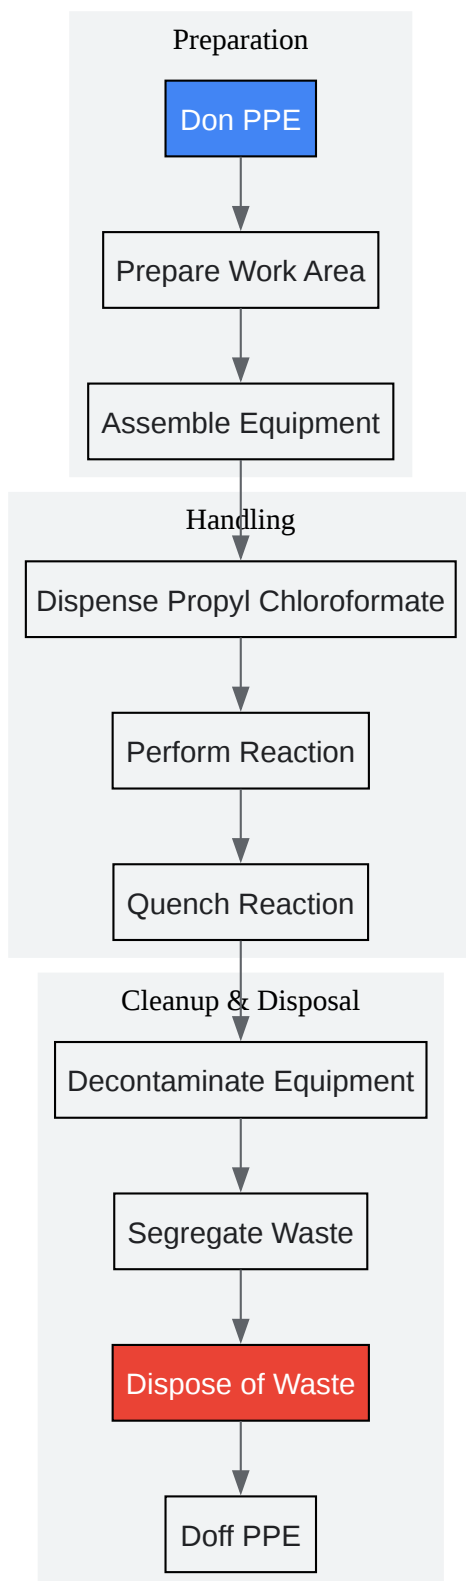 Preparation
Don PPE
Prepare Work Area
Assemble Equipment
Handling
Dispense Propyl Chloroformate
Perform Reaction
Quench Reaction
Cleanup & Disposal
Decontaminate Equipment
Segregate Waste
Dispose of Waste
Doff PPE